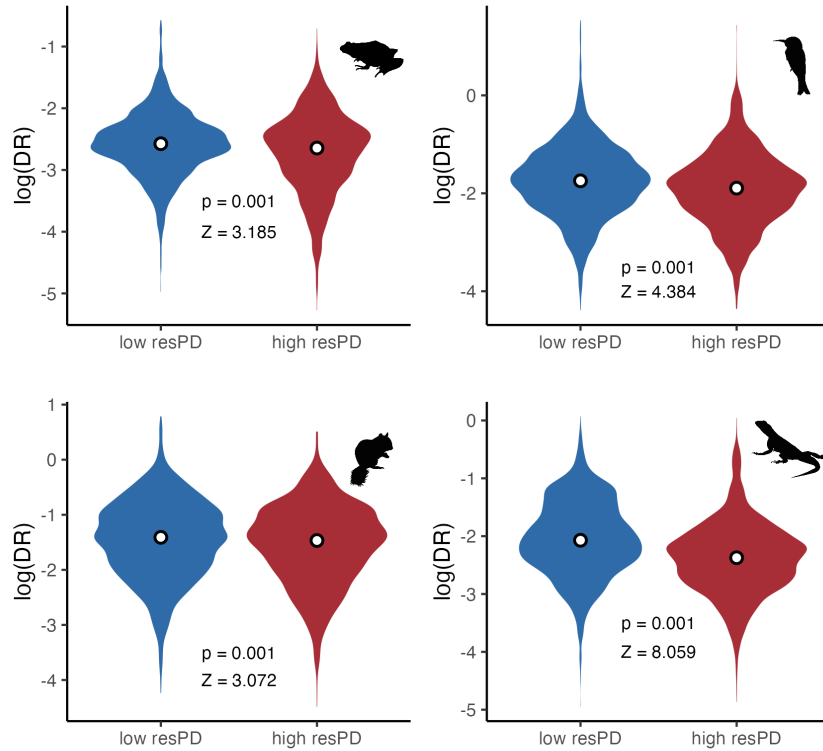 log(DR)
-1
-2
-3
-4
-5
p = 0.001
Z = 3.185
low resPD
high resPD
log(DR)
0
-2
-4
p = 0.001
Z = 4.384
low resPD
high resPD
log(DR)
1
0
-1
-2
-3
-4
p = 0.001
Z = 3.072
low resPD
high resPD
log(DR)
0
-1
-2
-3
-4
-5
p = 0.001
Z = 8.059
low resPD
high resPD